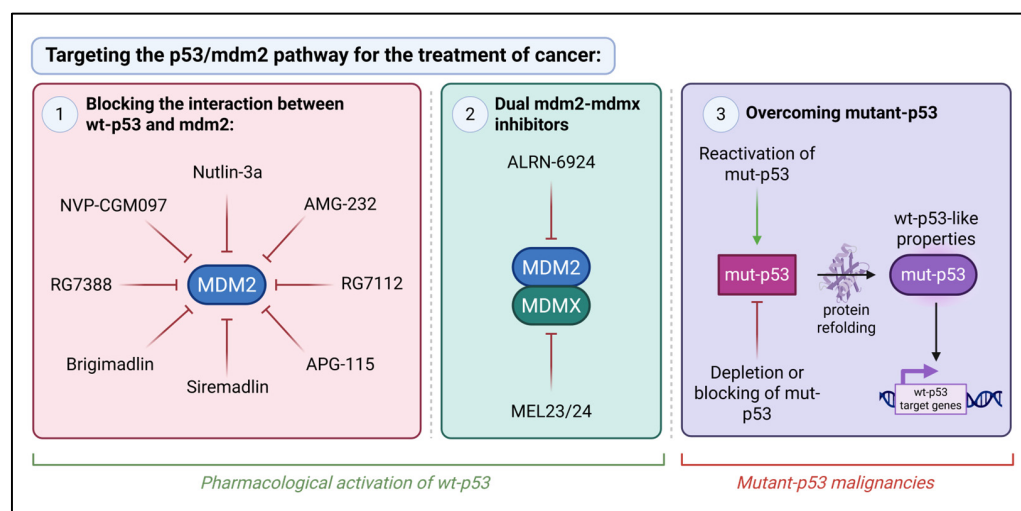 Targeting the p53/mdm2 pathway for the treatment of cancer:
1
Blocking the interaction between
wt-p53 and mdm2:
Nutlin-3a
NVP-CGM097
AMG-232
RG7388
MDM2
RG7112
Brigimadlin
APG-115
Siremadlin
2
Dual mdm2-mdmx
inhibitors
ALRN-6924
MDM2
MDMX
MEL23/24
3
Overcoming mutant-p53
Reactivation of
mut-p53
wt-p53-like
properties
mut-p53
mut-p53
protein
refolding
Depletion or
blocking of mut-
p53
wt-p53
target genes
Pharmacological activation of wt-p53
Mutant-p53 malignancies